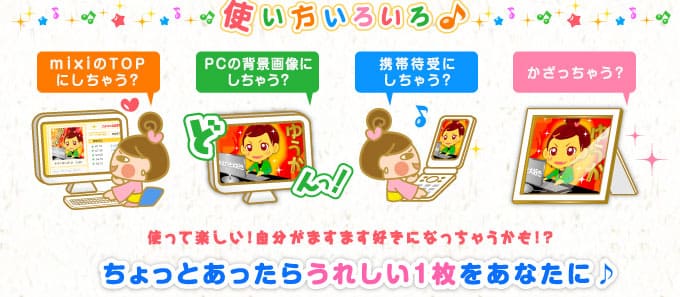 使い方いろいろ♪
mixiのTOP
にしちゃう?
PCの背景画像に
しちゃう?
携帯待受に
しちゃう?
かざっちゃう?
ど
んっ!
ゆうか
使って楽しい!自分がますます好きになっちゃうかも!?
ちょっとあったらうれしい1枚をあなたに♪